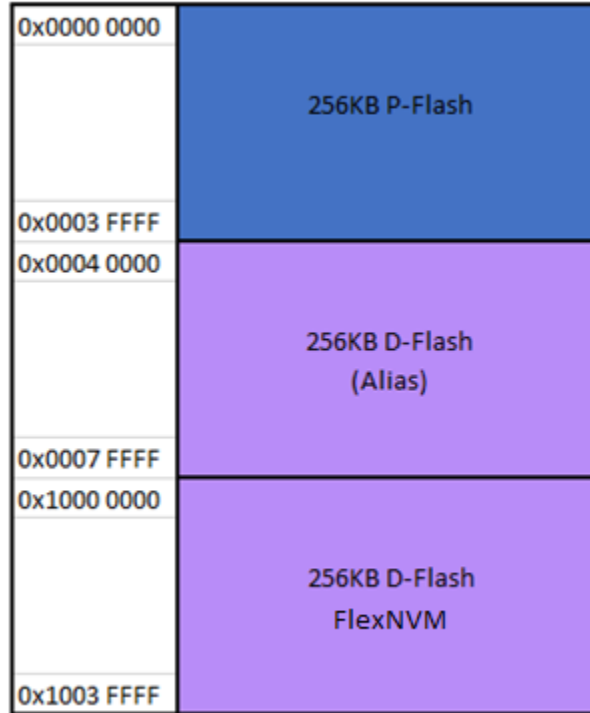 0x0000 0000
256KB P-Flash
0x0003 FFFF
0x0004 0000
256KB D-Flash
(Alias)
0x0007 FFFF
0x1000 0000
256KB D-Flash
FlexNVM
0x1003 FFFF